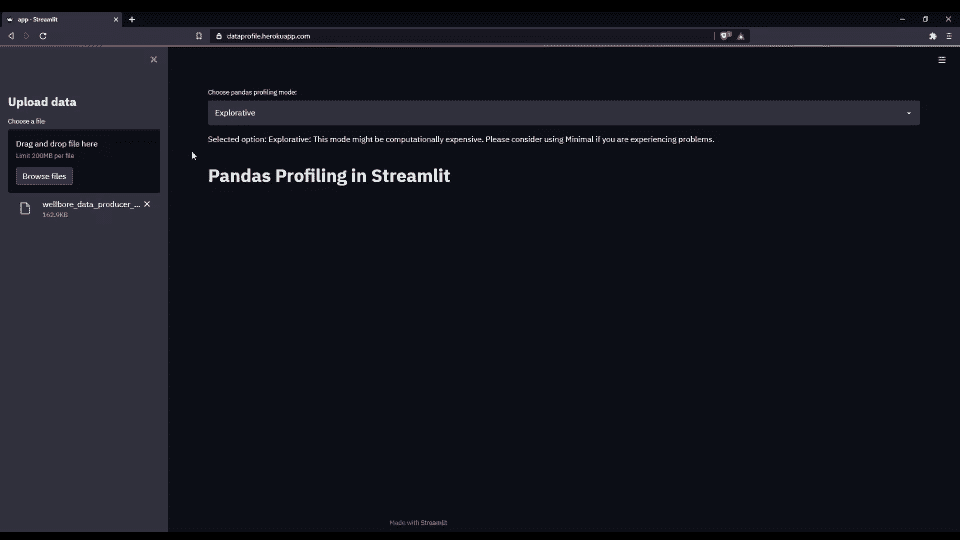 app · Streamlit
dataprofile.herokuapp.com
Upload data
Choose a file
Drag and drop file here
Limit 200MB per file
Browse files
wellbore_data_producer_...
162.9KB
Choose pandas profiling mode:
Explorative
Selected option: Explorative: This mode might be computationally expensive. Please consider using Minimal if you are experiencing problems.
Pandas Profiling in Streamlit
Made with Streamlit